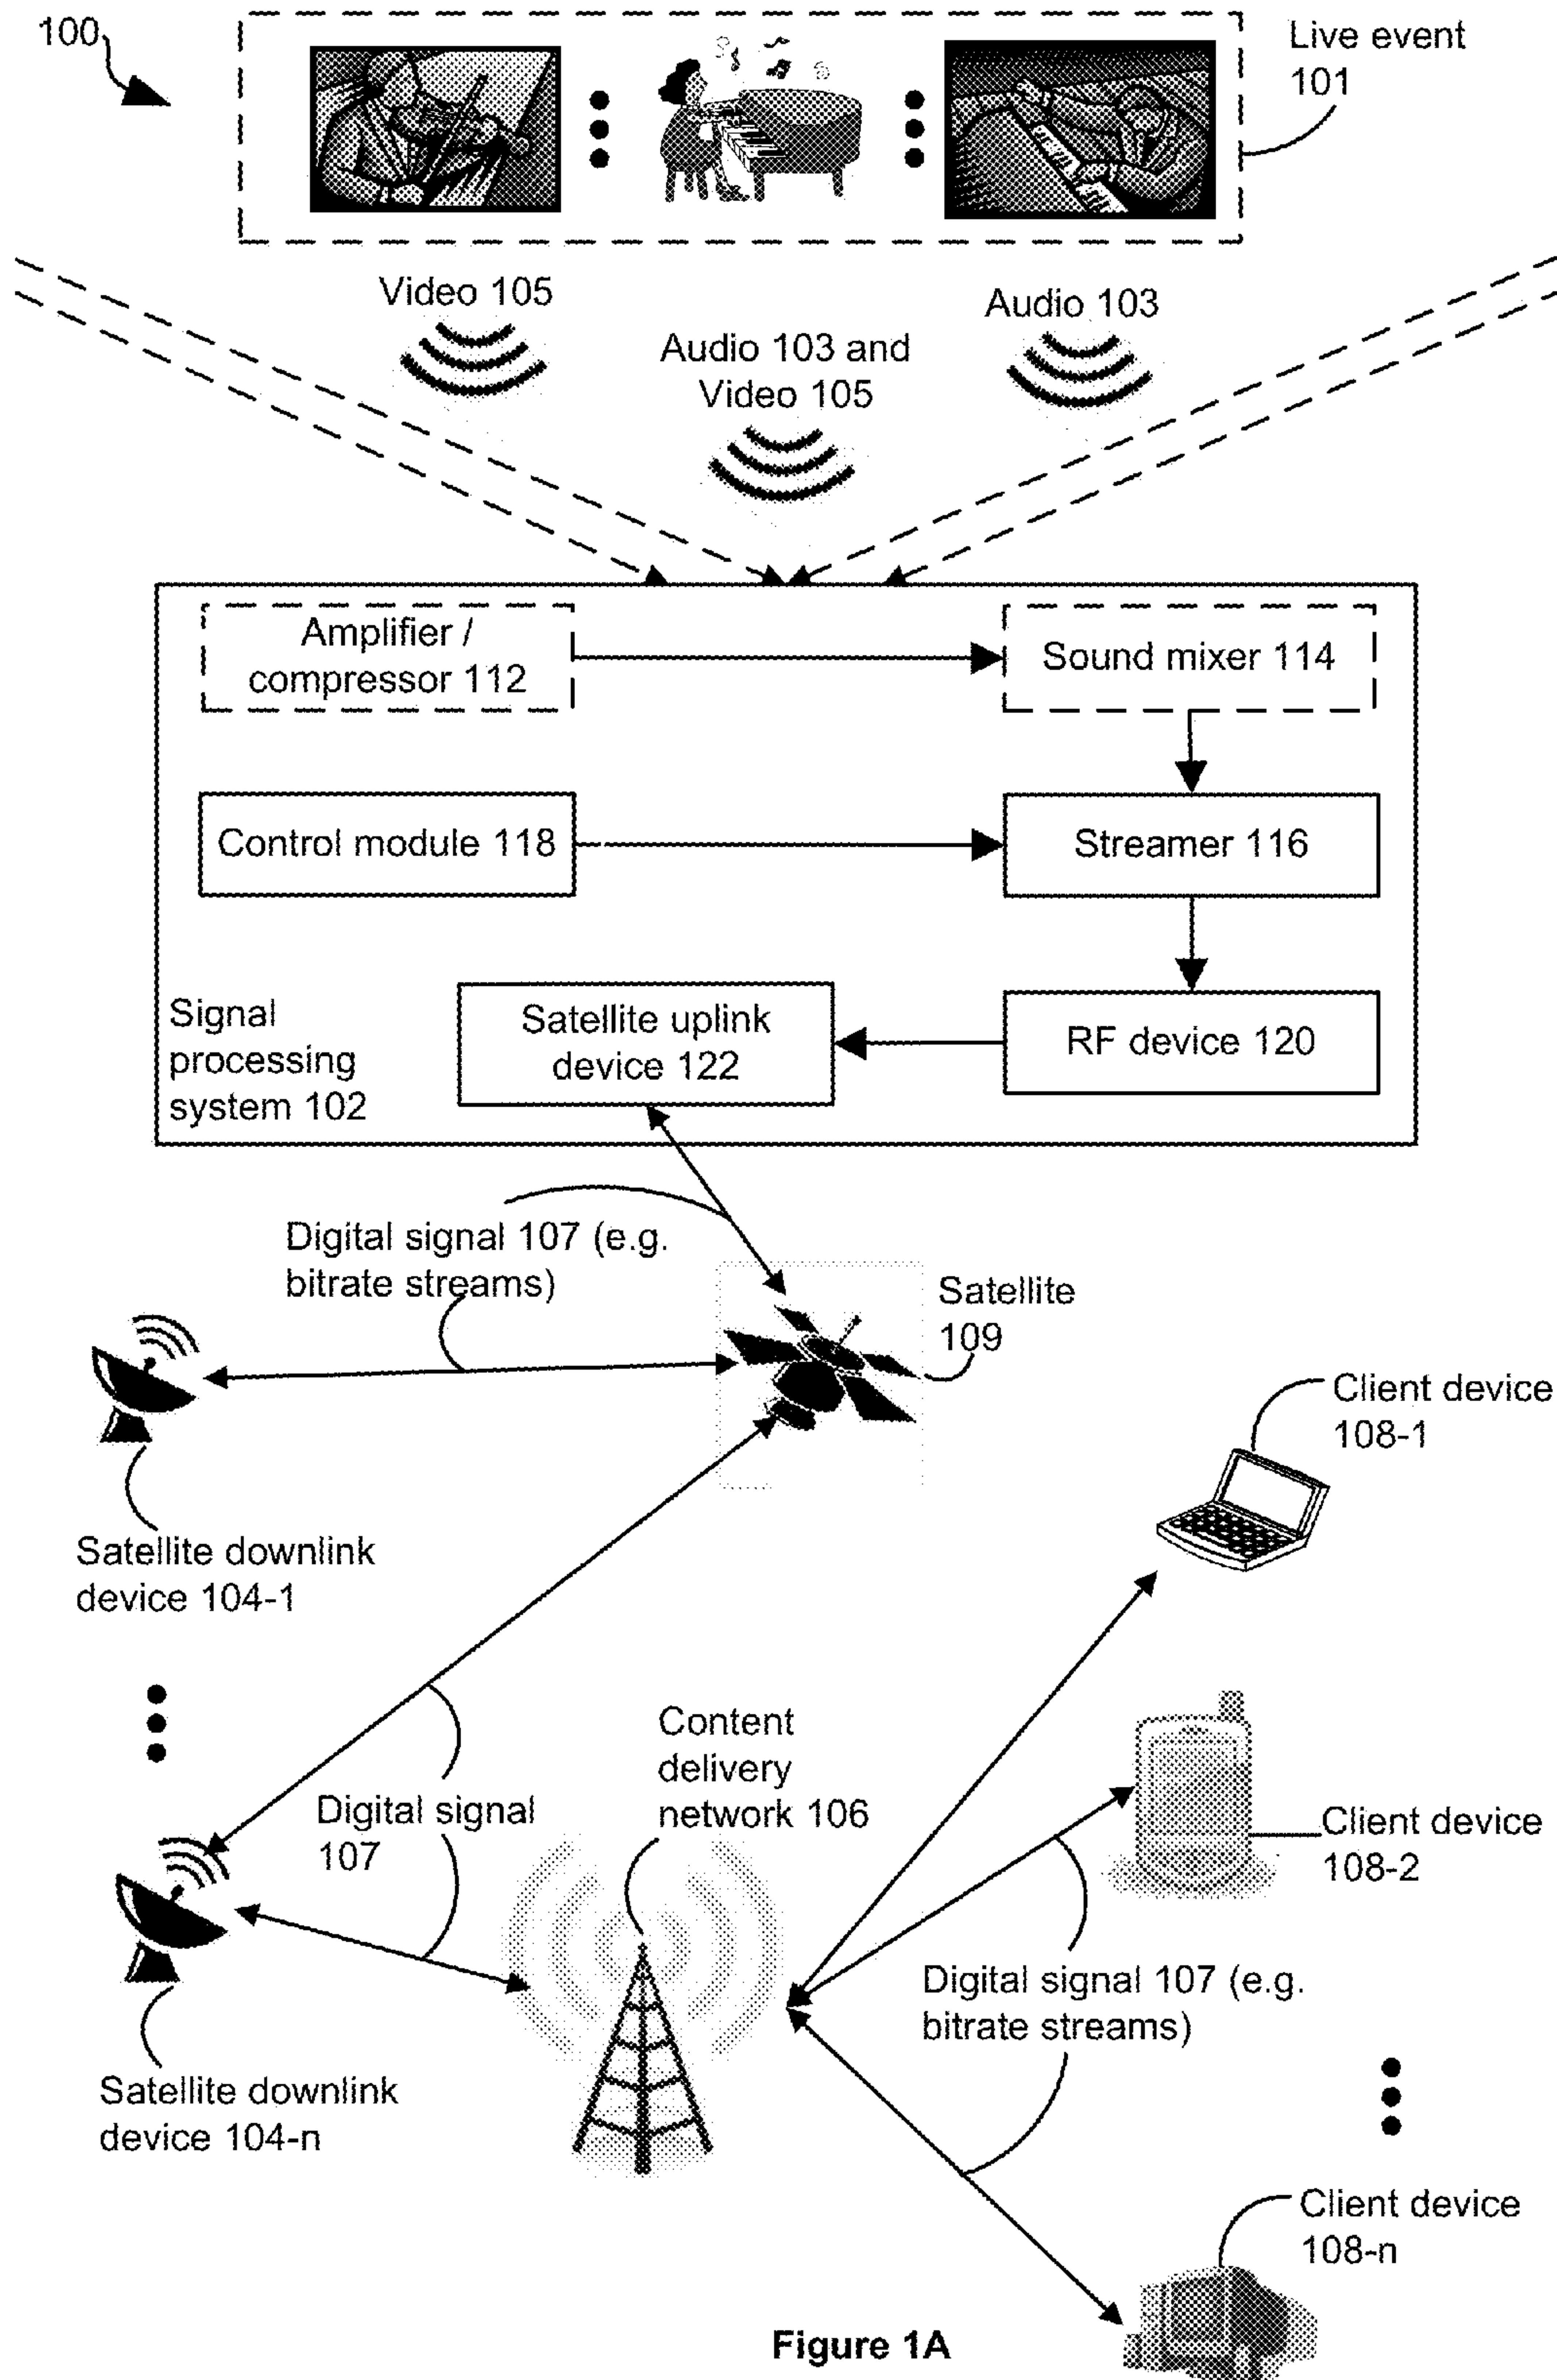 100
Live event
101
Video 105
Audio 103
Audio 103 and
Video 105
Amplifier /
compressor 112
Sound mixer 114
Control module 118
Streamer 116
Signal
processing
system 102
Satellite uplink
device 122
RF device 120
Digital signal 107 (e.g.
bitrate streams)
Satellite
109
Client device
108-1
Satellite downlink
device 104-1
Content
delivery
network 106
Digital signal
107
Client device
108-2
Digital signal 107 (e.g.
bitrate streams)
Satellite downlink
device 104-n
Client device
108-n
Figure 1A